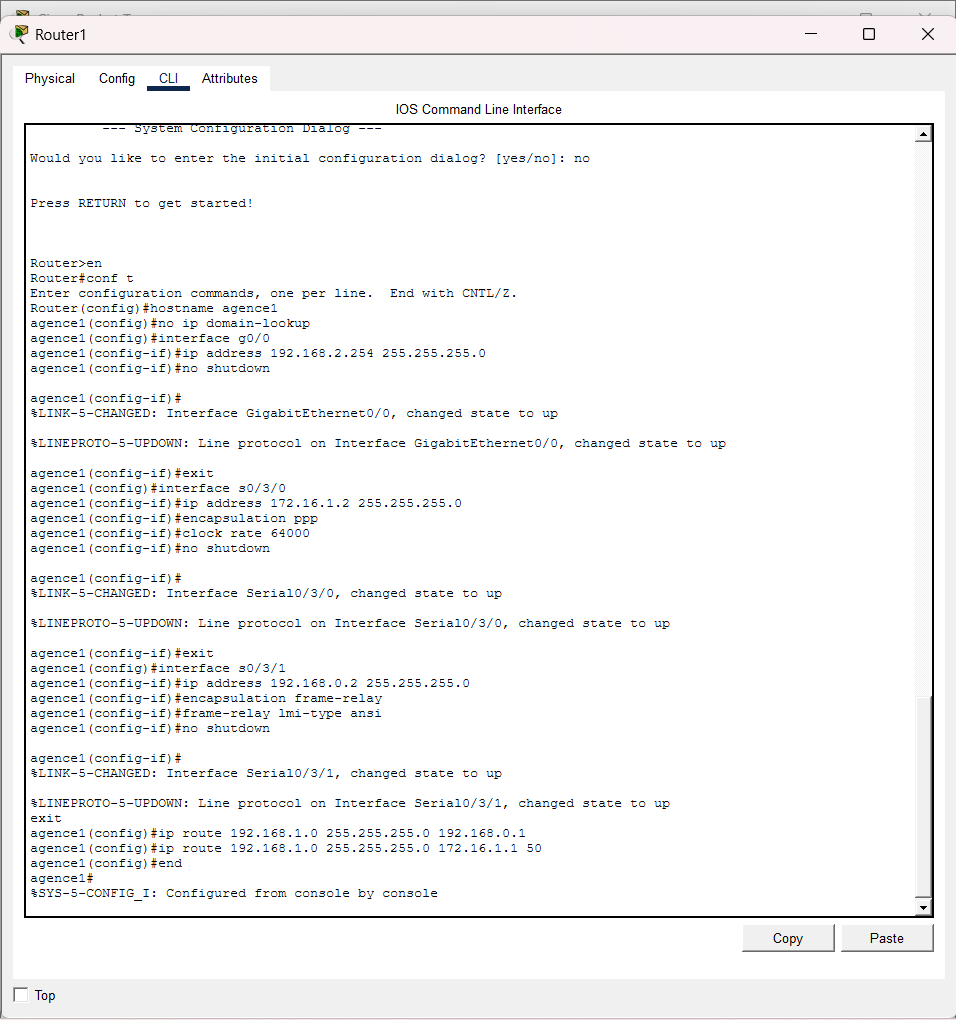 Router1
Physical Config CLI Attributes
IOS Command Line Interface
--- System Configuration Dialog ---
Would you like to enter the initial configuration dialog? [yes/no]: no
Press RETURN to get started!
Router>en
Router#conf t
Enter configuration commands, one per line.  End with CNTL/Z.
Router(config)#hostname agence1
agence1(config)#no ip domain-lookup
agence1(config)#interface g0/0
agence1(config-if)#ip address 192.168.2.254 255.255.255.0
agence1(config-if)#no shutdown
agence1(config-if)#
%LINK-5-CHANGED: Interface GigabitEthernet0/0, changed state to up
%LINEPROTO-5-UPDOWN: Line protocol on Interface GigabitEthernet0/0, changed state to up
agence1(config-if)#exit
agence1(config)#interface s0/3/0
agence1(config-if)#ip address 172.16.1.2 255.255.255.0
agence1(config-if)#encapsulation ppp
agence1(config-if)#clock rate 64000
agence1(config-if)#no shutdown
agence1(config-if)#
%LINK-5-CHANGED: Interface Serial0/3/0, changed state to up
%LINEPROTO-5-UPDOWN: Line protocol on Interface Serial0/3/0, changed state to up
agence1(config-if)#exit
agence1(config)#interface s0/3/1
agence1(config-if)#ip address 192.168.0.2 255.255.255.0
agence1(config-if)#encapsulation frame-relay
agence1(config-if)#frame-relay lmi-type ansi
agence1(config-if)#no shutdown
agence1(config-if)#
%LINK-5-CHANGED: Interface Serial0/3/1, changed state to up
%LINEPROTO-5-UPDOWN: Line protocol on Interface Serial0/3/1, changed state to up
exit
agence1(config)#ip route 192.168.1.0 255.255.255.0 192.168.0.1
agence1(config)#ip route 192.168.1.0 255.255.255.0 172.16.1.1 50
agence1(config)#end
agence1#
%SYS-5-CONFIG_I: Configured from console by console
Copy Paste
Top